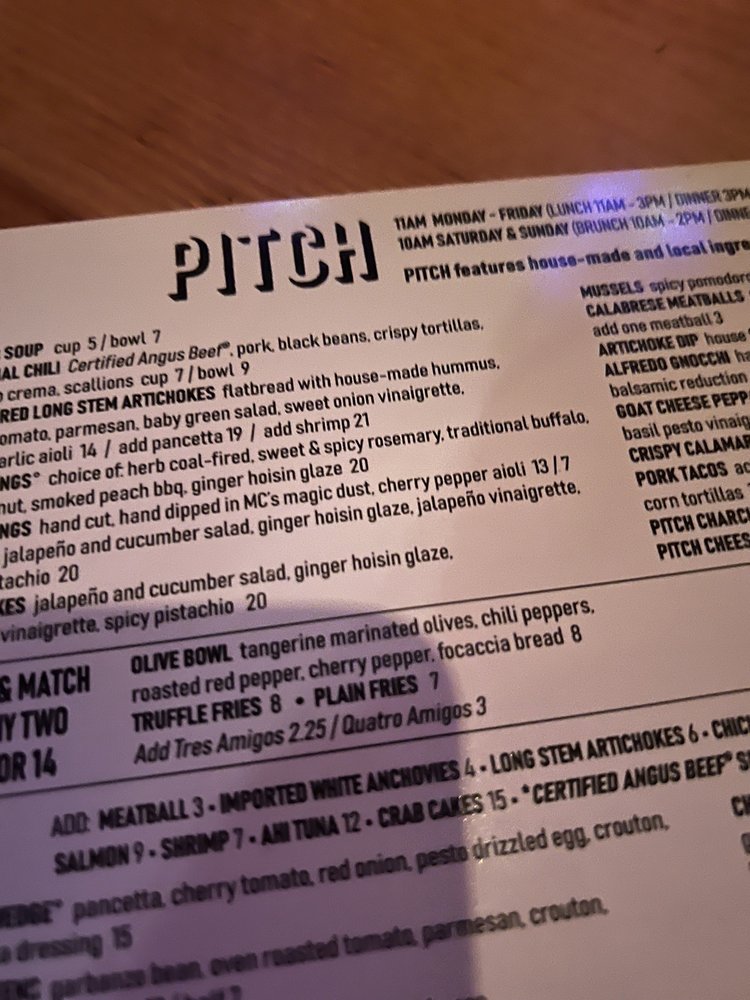 PITCH
11AM MONDAY - FRIDAY (LUNCH 11AM - 3PM / DINNER 3PM
10AM SATURDAY & SUNDAY (BRUNCH 10AM - 2PM / DINNE
PITCH features house-made and local ingre
SOUP cup 5 / bowl 7
AL CHILI Certified Angus Beef®, pork, black beans, crispy tortillas,
crema, scallions cup 7 / bowl 9
RED LONG STEM ARTICHOKES flatbread with house-made hummus,
omato, parmesan, baby green salad, sweet onion vinaigrette,
arlic aioli 14 / add pancetta 19 / add shrimp 21
NGS° choice of: herb coal-fired, sweet & spicy rosemary, traditional buffalo,
nut, smoked peach bbq, ginger hoisin glaze 20
NGS hand cut, hand dipped in MC's magic dust, cherry pepper aioli 13 / 7
jalapeño and cucumber salad, ginger hoisin glaze, jalapeño vinaigrette,
tachio 20
KES jalapeño and cucumber salad, ginger hoisin glaze,
vinaigrette, spicy pistachio 20
MUSSELS spicy pomodoro
CALABRESE MEATBALLS
add one meatball 3
ARTICHOKE DIP house
ALFREDO GNOCCHI ha
balsamic reduction
GOAT CHEESE PEPP
basil pesto vinaig
CRISPY CALAMAR
PORK TACOS
corn tortillas
PITCH CHARC
PITCH CHEES
& MATCH
NY TWO
OR 14
OLIVE BOWL tangerine marinated olives, chili peppers,
roasted red pepper, cherry pepper, focaccia bread 8
TRUFFLE FRIES 8 • PLAIN FRIES 7
Add Tres Amigos 2.25 / Quatro Amigos 3
ADD: MEATBALL 3 • IMPORTED WHITE ANCHOVIES 4 • LONG STEM ARTICHOKES 6 • CHIC
SALMON 9 • SHRIMP 7 • AHI TUNA 12 • CRAB CAKES 15 • *CERTIFIED ANGUS BEEF®
WEDGE° pancetta, cherry tomato, red onion, pesto drizzled egg, crouton,
dressing 15
garbanzo bean, oven roasted tomato, parmesan, crouton,